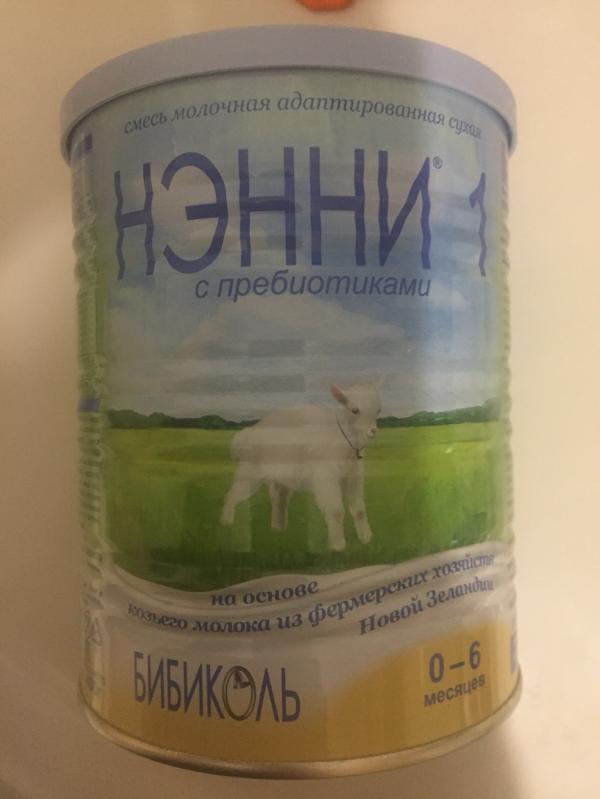 смесь молочная адаптированная сухая
НЭННИ® 1
с пребиотиками
на основе
козьего молока из фермерских хозяйств
Новой Зеландии
БИБИКОЛЬ
0-6
месяцев